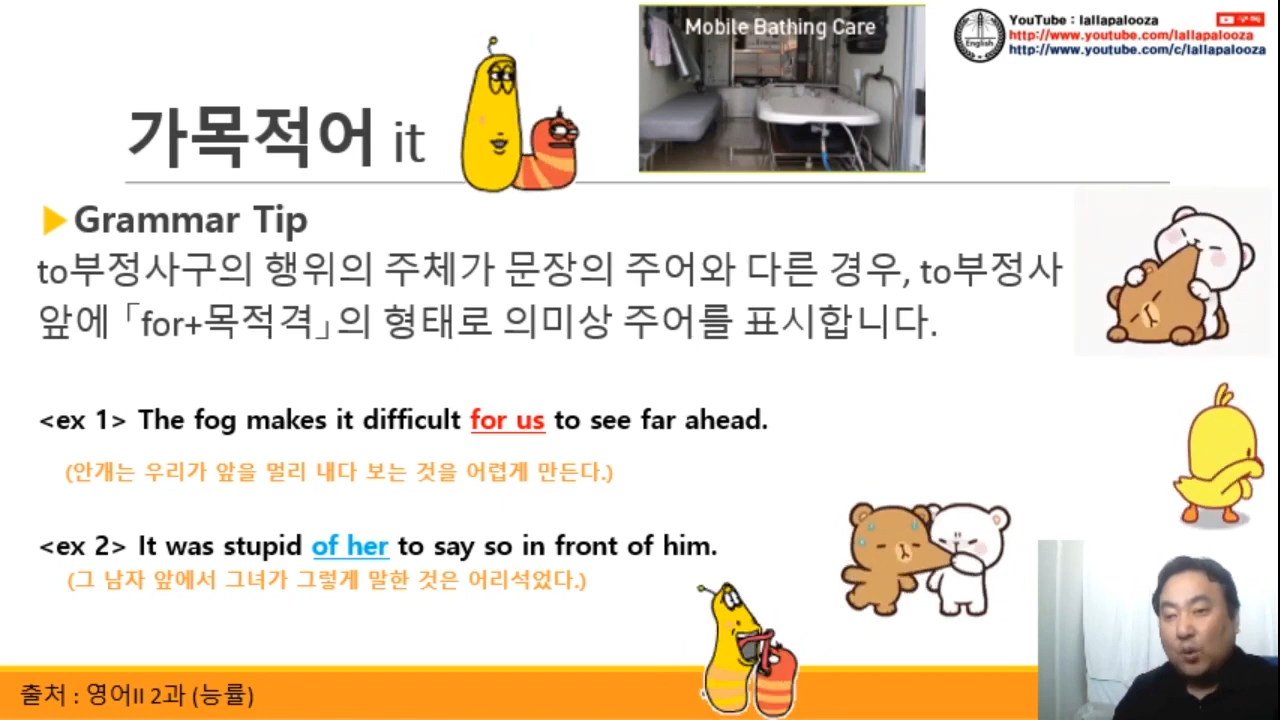 Mobile Bathing Care
YouTube : lallapalooza
구독
http://www.youtube.com/lallapalooza
English
http://www.youtube.com/c/lallapalooza
가목적어 it
▶Grammar Tip
to부정사구의 행위의 주체가 문장의 주어와 다른 경우, to부정사
앞에 「for+목적격」의 형태로 의미상 주어를 표시합니다.
<ex 1> The fog makes it difficult for us to see far ahead.
(안개는 우리가 앞을 멀리 내다 보는 것을 어렵게 만든다.)
<ex 2> It was stupid of her to say so in front of him.
(그 남자 앞에서 그녀가 그렇게 말한 것은 어리석었다.)
출처 : 영어II 2과 (능률)